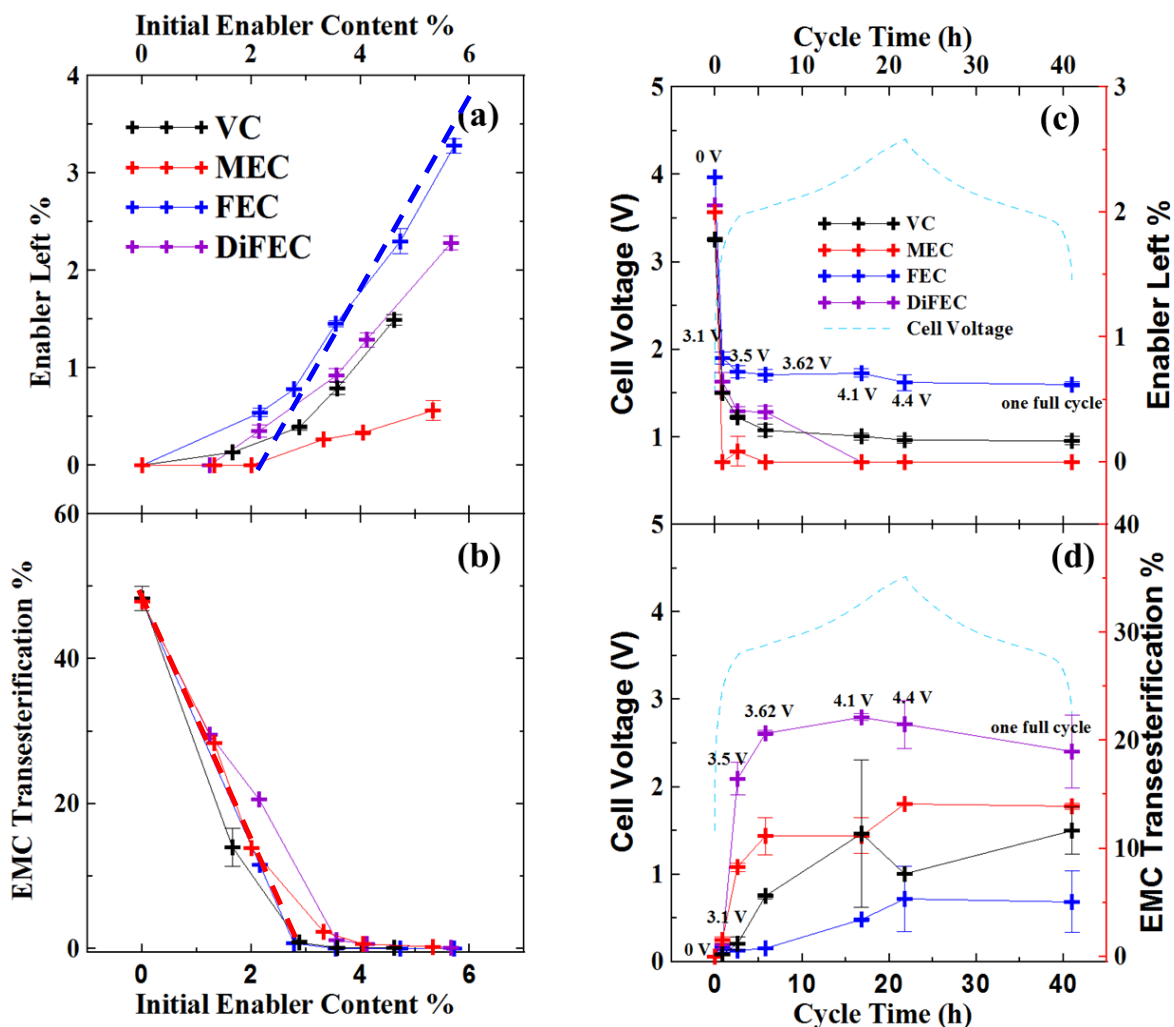 Initial Enabler Content %
0 2 4 6
4
3
2
1
0
Enabler Left %
(a)
VC
MEC
FEC
DiFEC
60
40
20
0
EMC Transesterification %
(b)
0 2 4 6
Initial Enabler Content %
Cycle Time (h)
0 10 20 30 40
5
4
3
2
1
Cell Voltage (V)
3
2
1
0
Enabler Left %
(c)
0 V
3.1 V
3.5 V
3.62 V
4.1 V
4.4 V
one full cycle
VC
MEC
FEC
DiFEC
Cell Voltage
5
4
3
2
1
0
Cell Voltage (V)
40
30
20
10
0
EMC Transesterification %
(d)
0 V
3.1 V
3.5 V
3.62 V
4.1 V
4.4 V
one full cycle
0 10 20 30 40
Cycle Time (h)